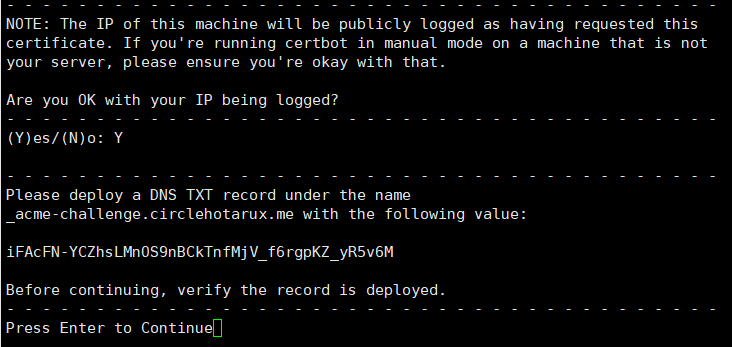 - - - - - - - - - - - - - - - - - - - - - - - - - - - - - - - - - - - - - - - -
NOTE: The IP of this machine will be publicly logged as having requested this
certificate. If you're running certbot in manual mode on a machine that is not
your server, please ensure you're okay with that.

Are you OK with your IP being logged?
- - - - - - - - - - - - - - - - - - - - - - - - - - - - - - - - - - - - - - - -
(Y)es/(N)o: Y

- - - - - - - - - - - - - - - - - - - - - - - - - - - - - - - - - - - - - - - -
Please deploy a DNS TXT record under the name
_acme-challenge.circlehotarux.me with the following value:

iFAcFN-YCZhsLMnOS9nBCkTnfMjV_f6rgpKZ_yR5v6M

Before continuing, verify the record is deployed.
- - - - - - - - - - - - - - - - - - - - - - - - - - - - - - - - - - - - - - - -
Press Enter to Continue